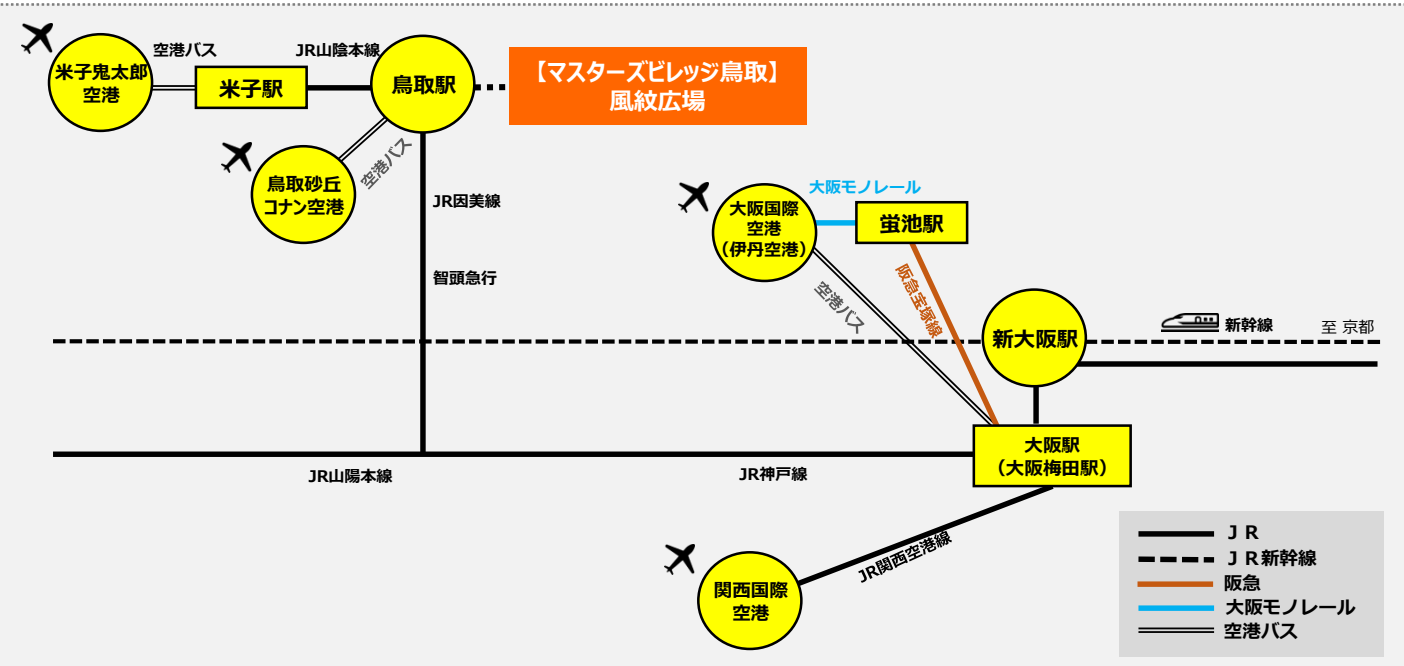 空港バス
JR山陰本線
米子鬼太郎
空港
米子駅
鳥取駅
【マスターズビレッジ鳥取】
風紋広場
空港バス
鳥取砂丘
コナン空港
JR因美線
智頭急行
大阪モノレール
大阪国際
空港
(伊丹空港)
蛍池駅
阪急宝塚線
空港バス
新大阪駅
新幹線
至 京都
大阪駅
(大阪梅田駅)
JR山陽本線
JR神戸線
JR関西空港線
関西国際
空港
ＪＲ
ＪＲ新幹線
阪急
大阪モノレール
空港バス